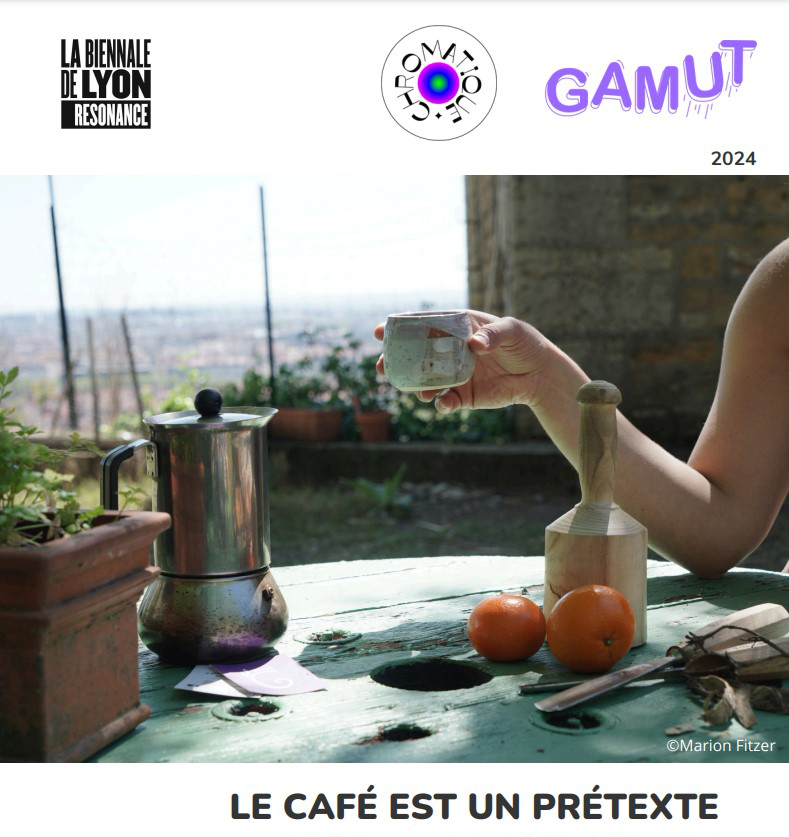 LA BIENNALE
DE LYON
RESONANCE
CHROMATIQUE
GAMUT
2024
©Marion Fitzer
LE CAFÉ EST UN PRÉTEXTE